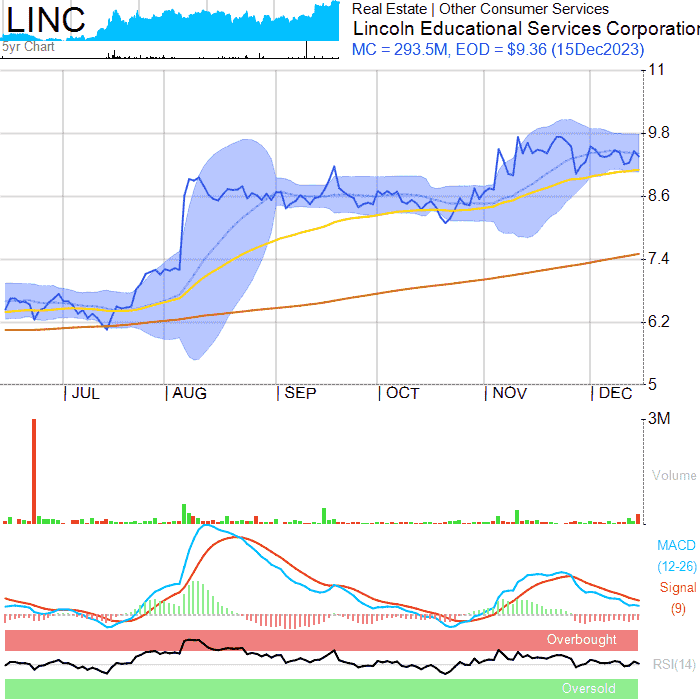 LINC
5yr Chart
Real Estate | Other Consumer Services
Lincoln Educational Services Corporation
MC = 293.5M, EOD = $9.36 (15Dec2023)
11
9.8
8.6
7.4
6.2
5
JUL AUG SEP OCT NOV DEC
3M
Volume
MACD
(12-26)
Signal
(9)
Overbought
RSI(14)
Oversold